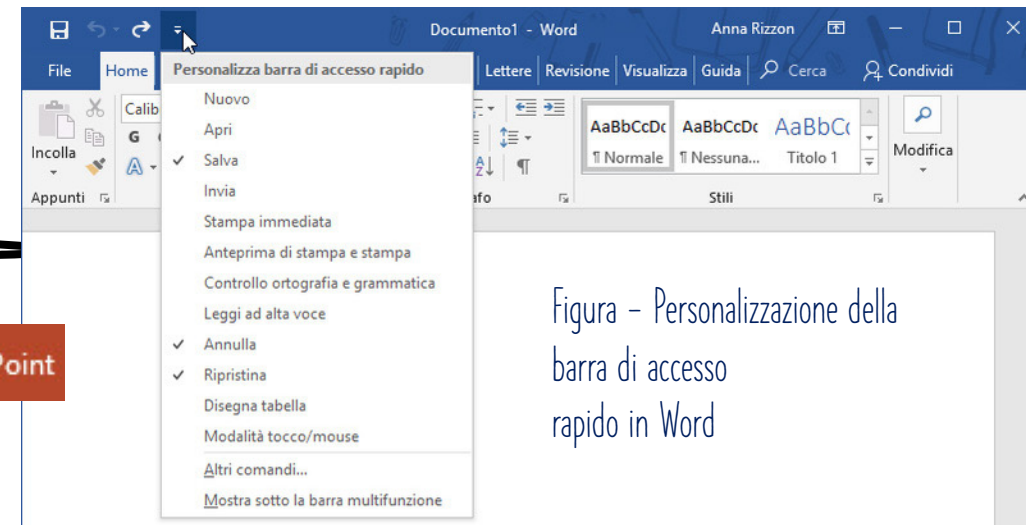 Documento1 - Word
Anna Rizzon
File
Home
Lettere
Revisione
Visualizza
Guida
Cerca
Condividi
Personalizza barra di accesso rapido
Nuovo
Apri
Salva
Invia
Stampa immediata
Anteprima di stampa e stampa
Controllo ortografia e grammatica
Leggi ad alta voce
Annulla
Ripristina
Disegna tabella
Modalità tocco/mouse
Altri comandi...
Mostra sotto la barra multifunzione
Incolla
Appunti
Calib
G
AaBbCcDc
AaBbCcDc
AaBbC
¶ Normale
¶ Nessuna...
Titolo 1
Stili
Modifica
Figura – Personalizzazione della
barra di accesso
rapido in Word
Point